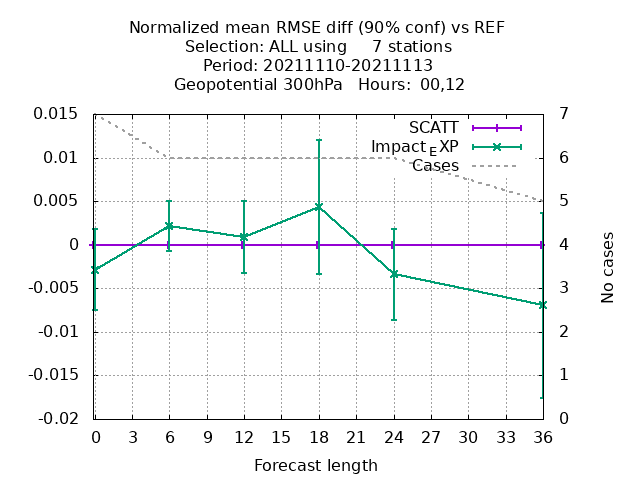 Normalized mean RMSE diff (90% conf) vs REF
Selection: ALL using 7 stations
Period: 20211110-20211113
Geopotential 300hPa Hours: 00,12
SCATT
Impact_EXP
Cases
0.015
0.01
0.005
0
-0.005
-0.01
-0.015
-0.02
7
6
5
4
3
2
1
0
No cases
0 3 6 9 12 15 18 21 24 27 30 33 36
Forecast length